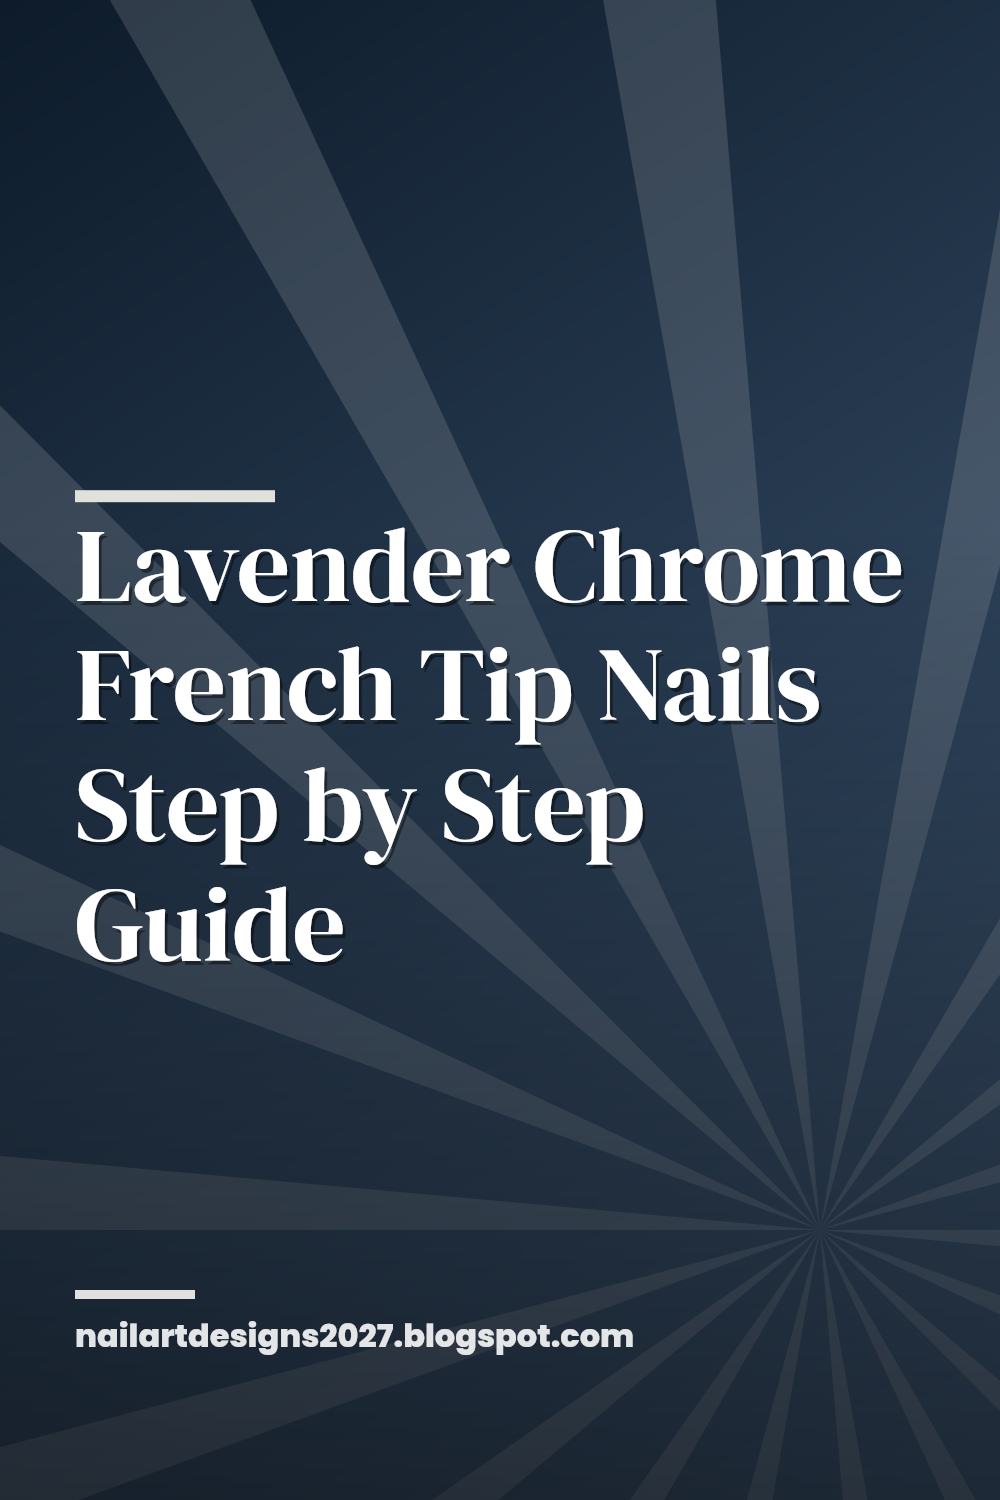 Lavender Chrome
French Tip Nails
Step by Step
Guide
nailartdesigns2027.blogspot.com